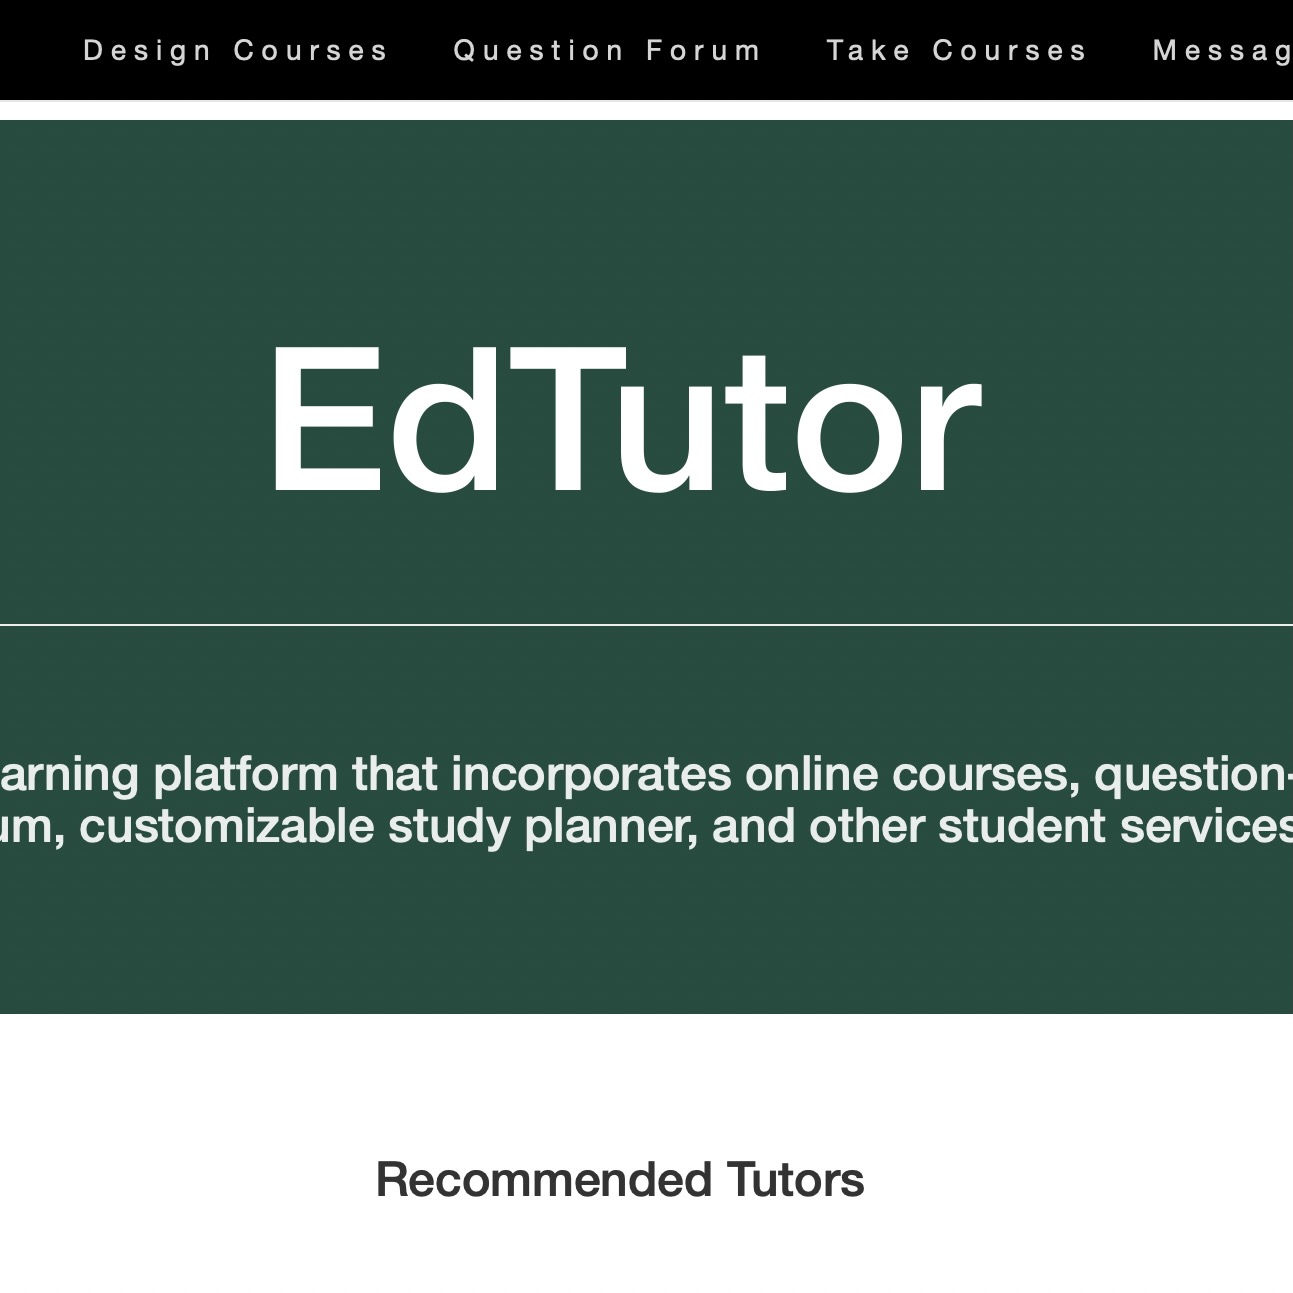 Design Courses Question Forum Take Courses Messag
EdTutor
arning platform that incorporates online courses, question-
um, customizable study planner, and other student services
Recommended Tutors